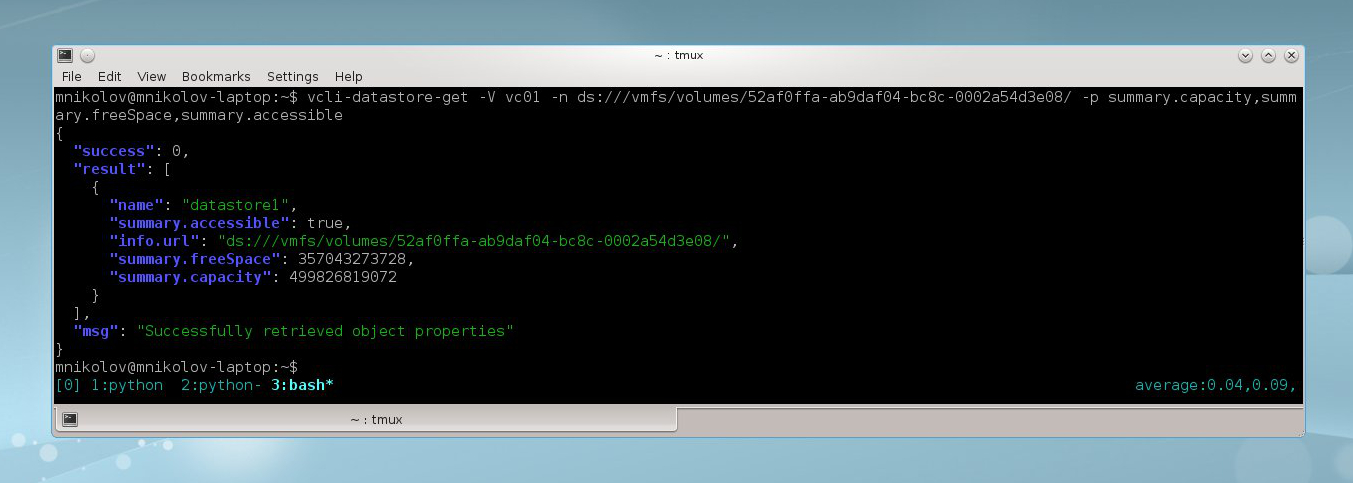 ~ : tmux
File Edit View Bookmarks Settings Help
mnikolov@mnikolov-laptop:~$ vcli-datastore-get -V vc01 -n ds:///vmfs/volumes/52af0ffa-ab9daf04-bc8c-0002a54d3e08/ -p summary.capacity,summ
ary.freeSpace,summary.accessible
{
  "success": 0,
  "result": [
    {
      "name": "datastore1",
      "summary.accessible": true,
      "info.url": "ds:///vmfs/volumes/52af0ffa-ab9daf04-bc8c-0002a54d3e08/",
      "summary.freeSpace": 357043273728,
      "summary.capacity": 499826819072
    }
  ],
  "msg": "Successfully retrieved object properties"
}
mnikolov@mnikolov-laptop:~$
[0] 1:python  2:python- 3:bash* average:0.04,0.09,
~ : tmux